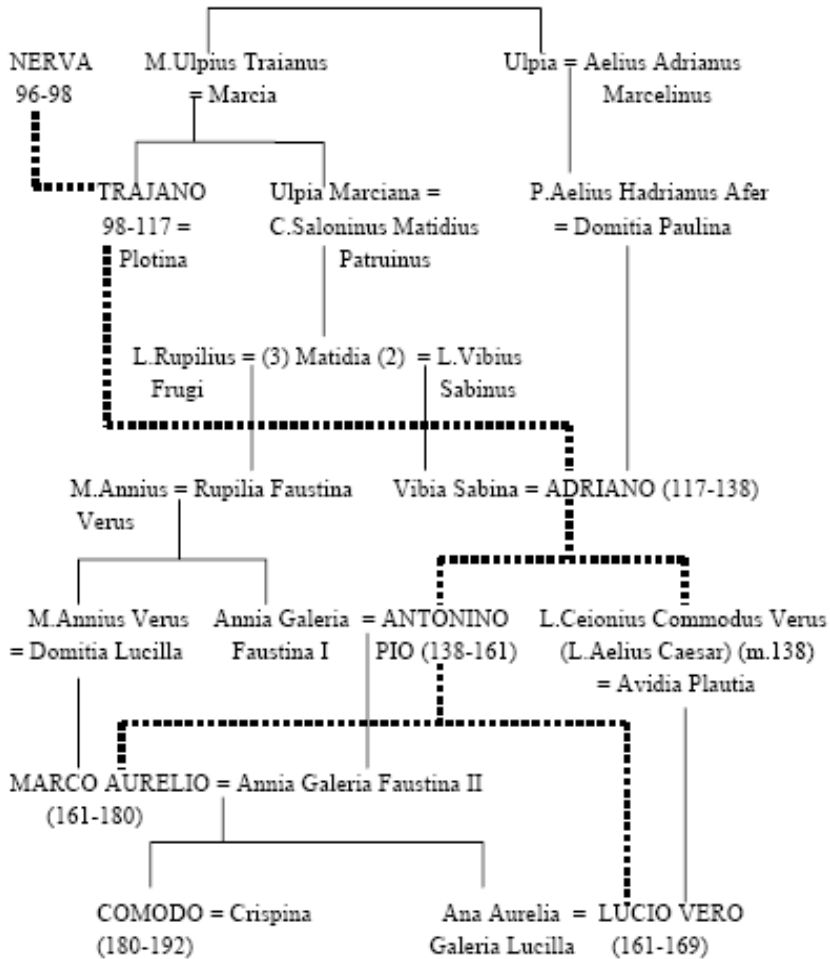 NERVA M.Ulpius Traianus Ulpia = Aelius Adrianus
96-98 = Marcia Marcelinus
TRAJANO Ulpia Marciana = P.Aelius Hadrianus Afer
98-117 = C.Saloninus Matidius = Domitia Paulina
Plotina Patruinus
L.Rupilius = (3) Matidia (2) = L.Vibius
Frugi Sabinus
M.Annius = Rupilia Faustina Vibia Sabina = ADRIANO (117-138)
Verus
M.Annius Verus Annia Galeria = ANTONINO L.Ceionius Commodus Verus
= Domitia Lucilla Faustina I PIO (138-161) (L.Aelius Caesar) (m.138)
= Avidia Plautia
MARCO AURELIO = Annia Galeria Faustina II
(161-180)
COMODO = Crispina Ana Aurelia = LUCIO VERO
(180-192) Galeria Lucilla (161-169)